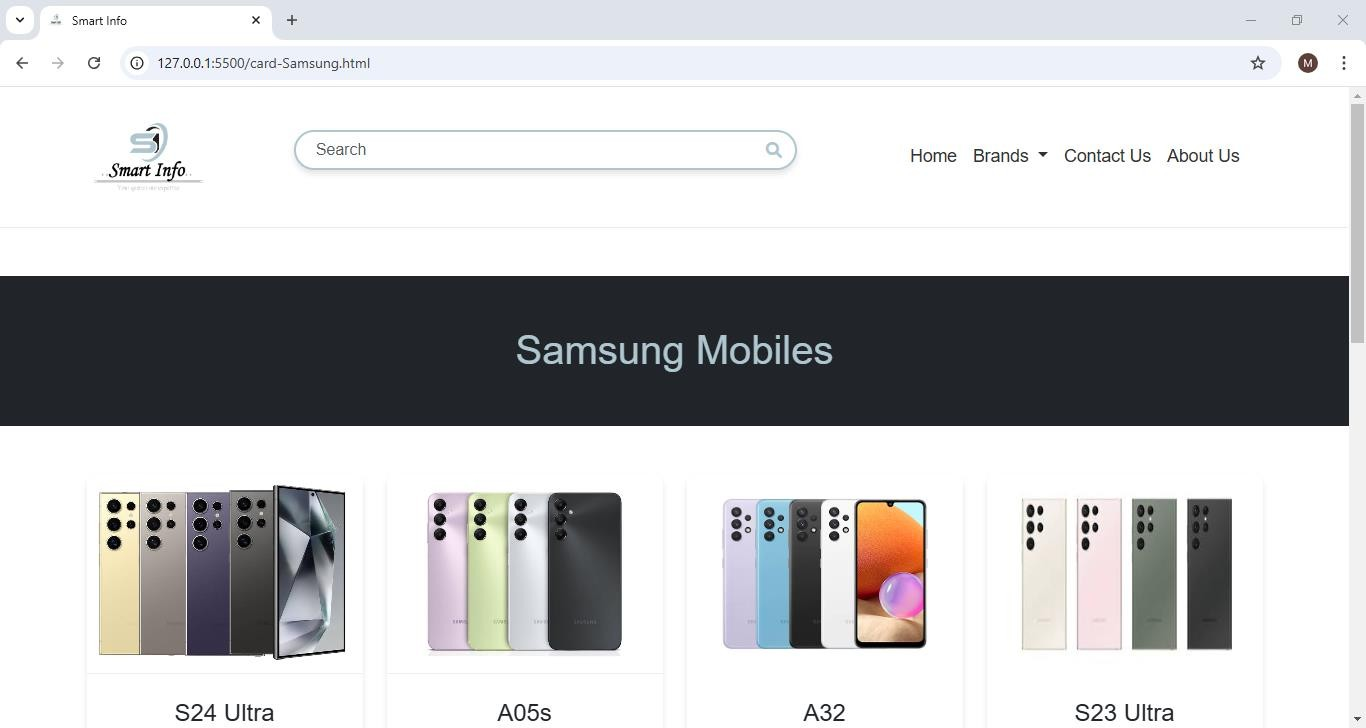 Smart Info
127.0.0.1:5500/card-Samsung.html
M
Smart Info
Search
Home Brands Contact Us About Us
Samsung Mobiles
SAMSUNG
S24 Ultra A05s A32 S23 Ultra